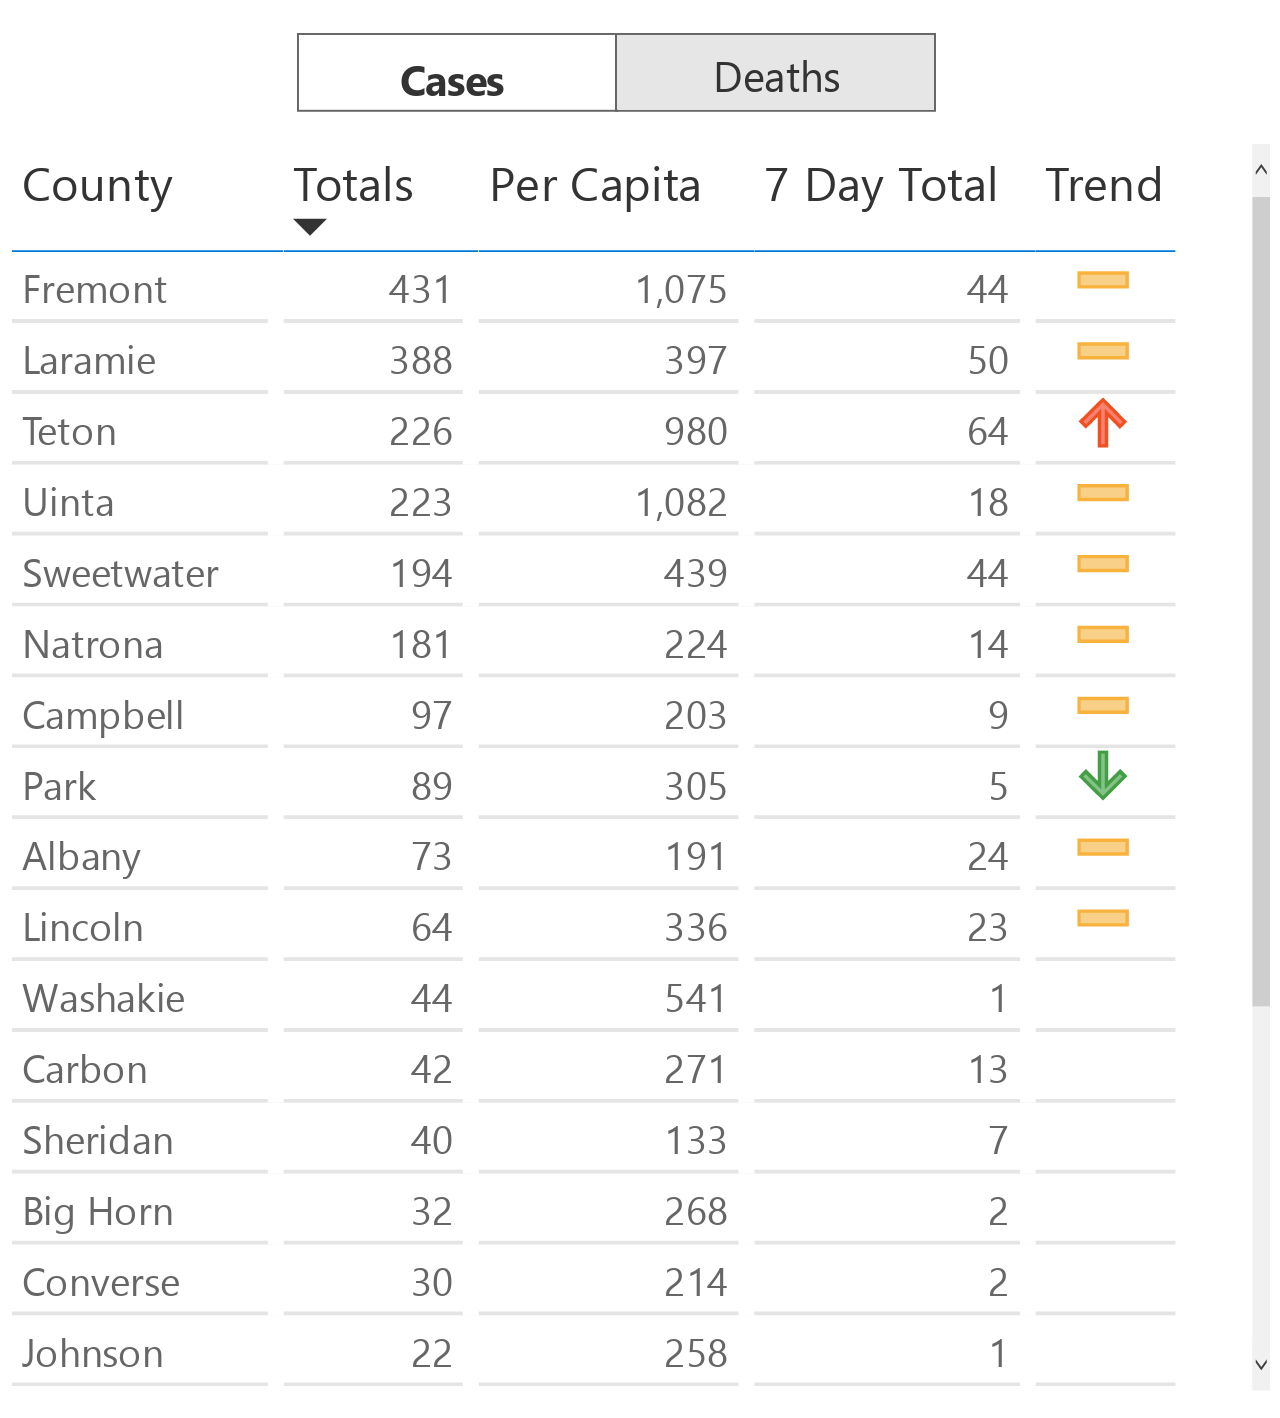 Cases Deaths
County Totals Per Capita 7 Day Total Trend
Fremont 431 1,075 44
Laramie 388 397 50
Teton 226 980 64
Uinta 223 1,082 18
Sweetwater 194 439 44
Natrona 181 224 14
Campbell 97 203 9
Park 89 305 5
Albany 73 191 24
Lincoln 64 336 23
Washakie 44 541 1
Carbon 42 271 13
Sheridan 40 133 7
Big Horn 32 268 2
Converse 30 214 2
Johnson 22 258 1